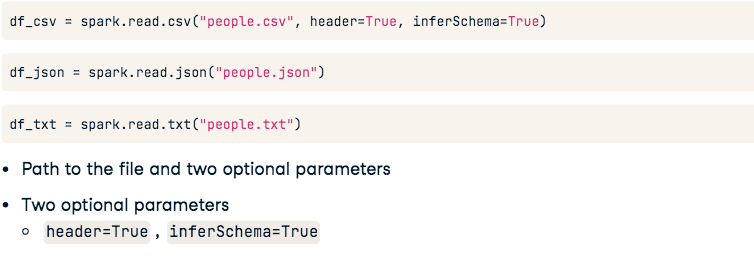 df_csv = spark.read.csv("people.csv", header=True, inferSchema=True)
df_json = spark.read.json("people.json")
df_txt = spark.read.txt("people.txt")
• Path to the file and two optional parameters
• Two optional parameters
○ header=True , inferSchema=True